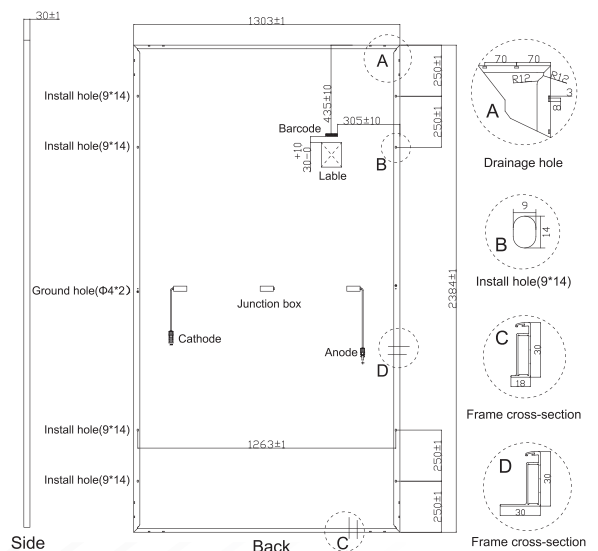 30±1
1303±1
A
250±1
250±1
435±10
305±10
Install hole(9*14)
Barcode
Install hole(9*14)
+10
30-0
B
Lable
2384±1
Ground hole(Φ4*2)
Junction box
Cathode
Anode
D
Install hole(9*14)
1263±1
250±1
Install hole(9*14)
250±1
Side
Back
C
70
70
R12
R12
3
8
A
Drainage hole
9
14
B
Install hole(9*14)
C
30
18
Frame cross-section
D
30
30
Frame cross-section